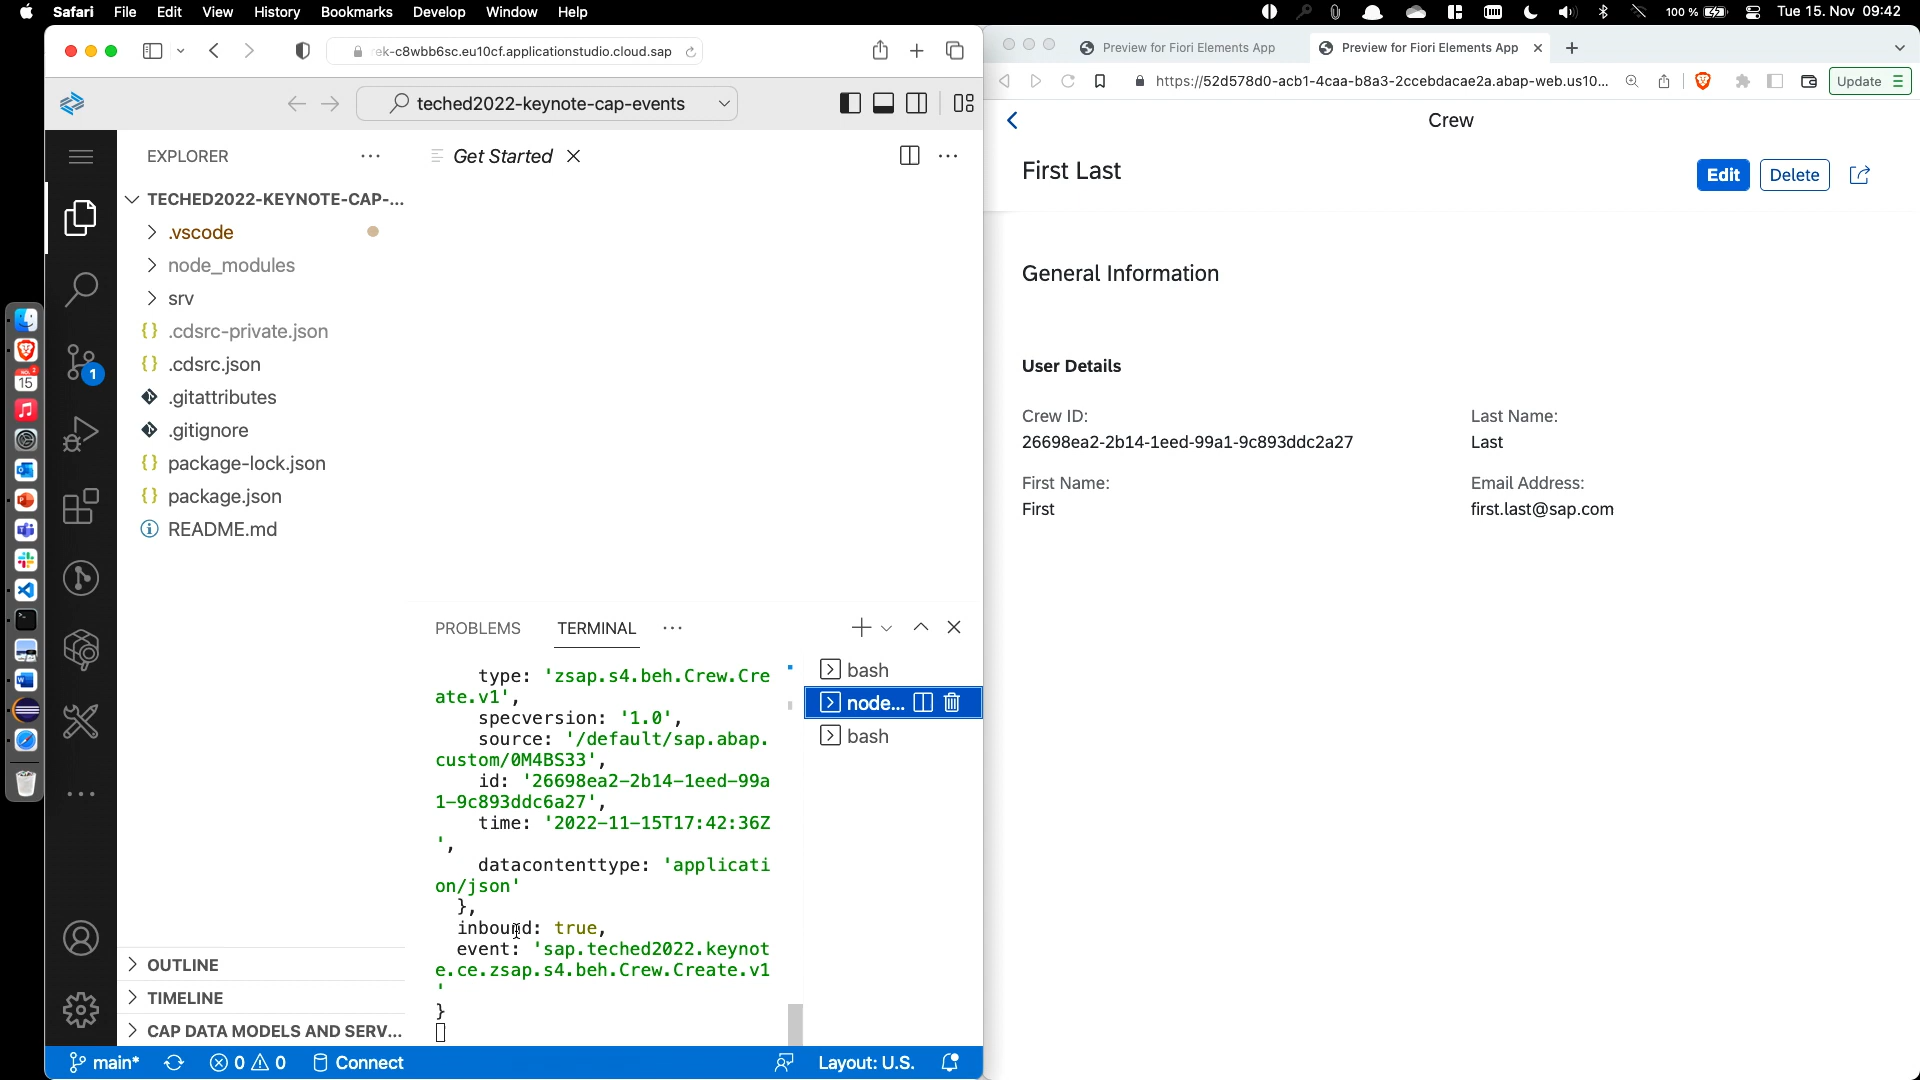 Safari File Edit View History Bookmarks Develop Window Help 100 % Tue 15. Nov 09:42
ek-c8wbb6sc.eu10cf.applicationstudio.cloud.sap
teched2022-keynote-cap-events
EXPLORER
Get Started
TECHED2022-KEYNOTE-CAP-...
.vscode
node_modules
srv
.cdsrc-private.json
.cdsrc.json
.gitattributes
.gitignore
package-lock.json
package.json
README.md
1
15
OUTLINE
TIMELINE
CAP DATA MODELS AND SERV...
PROBLEMS TERMINAL
type: 'zsap.s4.beh.Crew.Cre
ate.v1',
specversion: '1.0',
source: '/default/sap.abap.
custom/0M4BS33',
id: '26698ea2-2b14-1eed-99a
1-9c893ddc6a27',
time: '2022-11-15T17:42:36Z
',
datacontenttype: 'applicati
on/json'
},
inbound: true,
event: 'sap.teched2022.keynot
e.ce.zsap.s4.beh.Crew.Create.v1
'
}
bash
node...
bash
main* 0 0 Connect Layout: U.S.
Preview for Fiori Elements App Preview for Fiori Elements App
https://52d578d0-acb1-4caa-b8a3-2ccebdacae2a.abap-web.us10... Update
Crew
First Last
Edit Delete
General Information
User Details
Crew ID:
26698ea2-2b14-1eed-99a1-9c893ddc2a27
Last Name:
Last
First Name:
First
Email Address:
first.last@sap.com